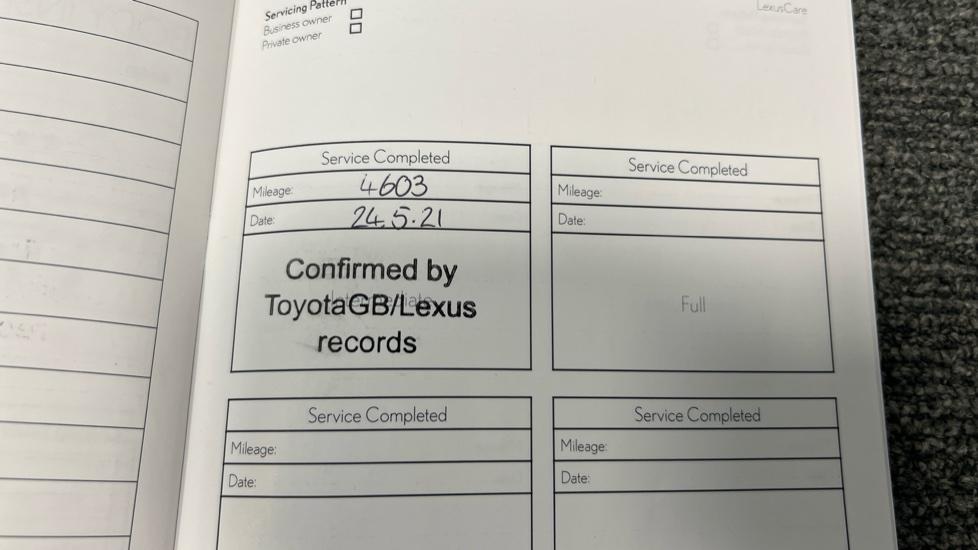 Servicing Pattern
Business owner
Private owner
LexusCare
Service Completed
Mileage: 4603
Date: 24.5.21
Confirmed by
ToyotaGB/Lexus
records
Service Completed
Mileage:
Date:
Full
Service Completed
Mileage:
Date:
Service Completed
Mileage:
Date: